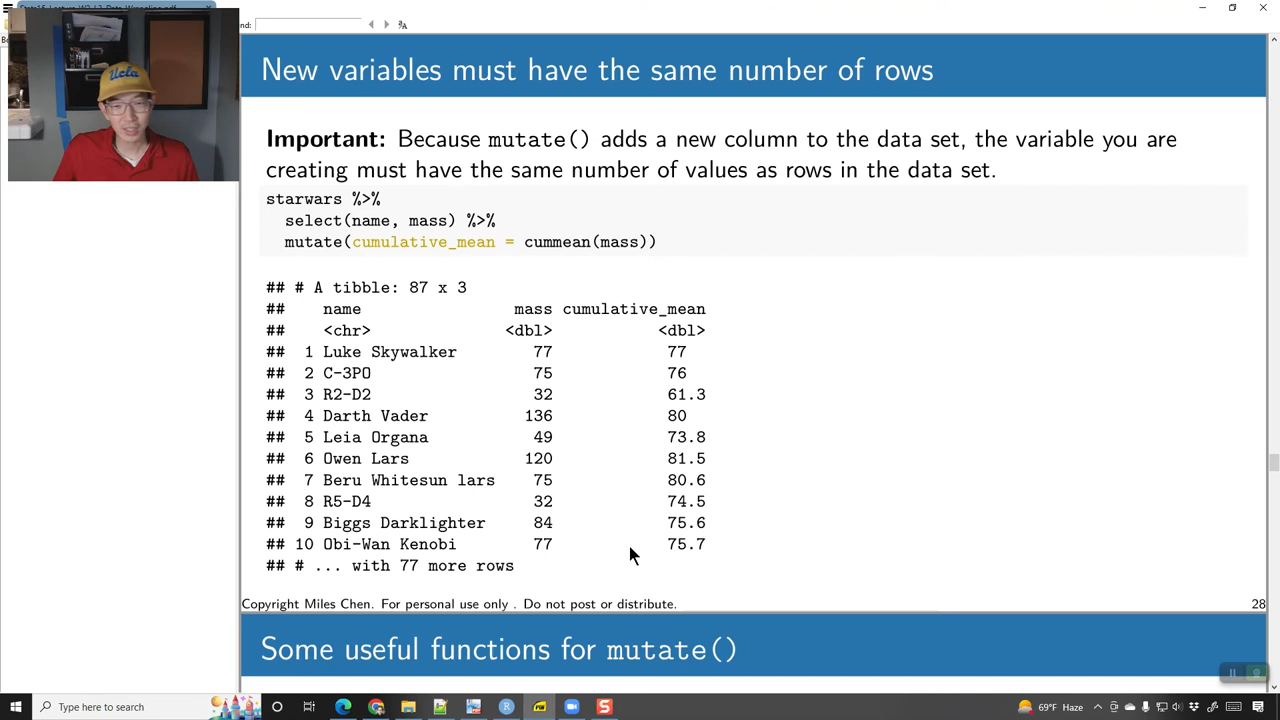 nd:
New variables must have the same number of rows
Important: Because mutate() adds a new column to the data set, the variable you are
creating must have the same number of values as rows in the data set.
starwars %>%
select(name, mass) %>%
mutate(cumulative_mean = cummean(mass))
## # A tibble: 87 x 3
## name mass cumulative_mean
## <chr> <dbl> <dbl>
## 1 Luke Skywalker 77 77
## 2 C-3PO 75 76
## 3 R2-D2 32 61.3
## 4 Darth Vader 136 80
## 5 Leia Organa 49 73.8
## 6 Owen Lars 120 81.5
## 7 Beru Whitesun lars 75 80.6
## 8 R5-D4 32 74.5
## 9 Biggs Darklighter 84 75.6
## 10 Obi-Wan Kenobi 77 75.7
## # ... with 77 more rows
Copyright Miles Chen. For personal use only . Do not post or distribute.
28
Some useful functions for mutate()
Ucla
Type here to search
69°F Haze
4:00 PM